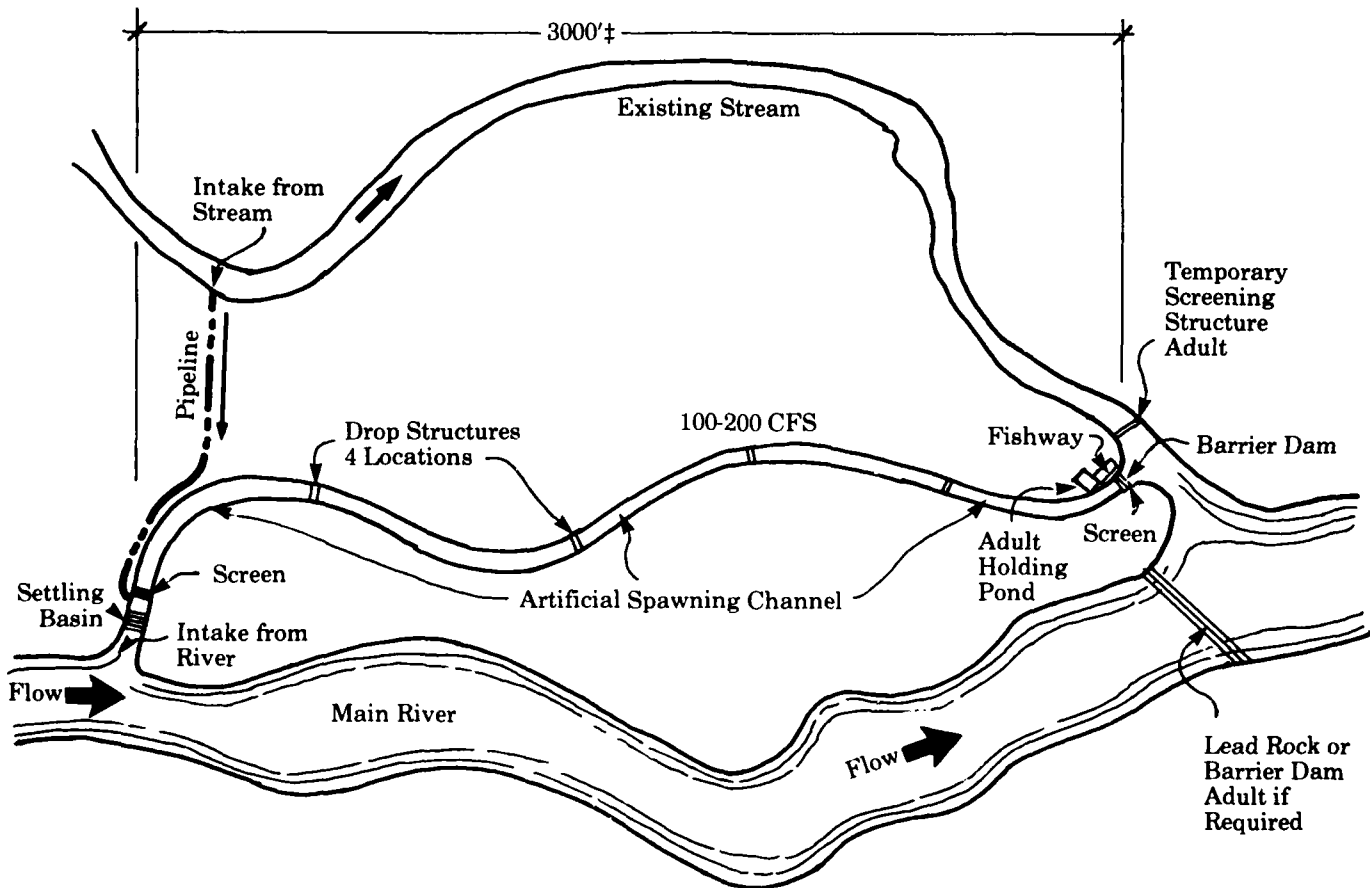 3000'‡
Existing Stream
Intake from
Stream
Pipeline
Temporary
Screening
Structure
Adult
Drop Structures
4 Locations
100-200 CFS
Fishway
Barrier Dam
Screen
Adult
Holding
Pond
Screen
Settling
Basin
Artificial Spawning Channel
Intake from
River
Flow
Main River
Flow
Lead Rock or
Barrier Dam
Adult if
Required